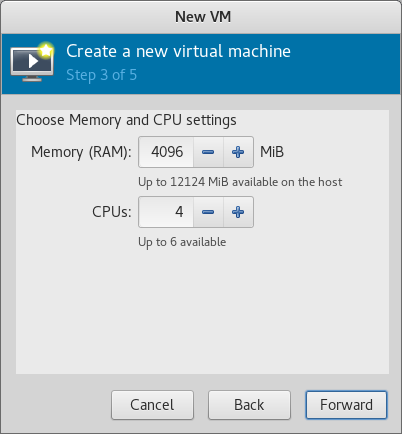 New VM
Create a new virtual machine
Step 3 of 5
Choose Memory and CPU settings
Memory (RAM): 4096 − + MiB
Up to 12124 MiB available on the host
CPUs: 4 − +
Up to 6 available
Cancel Back Forward